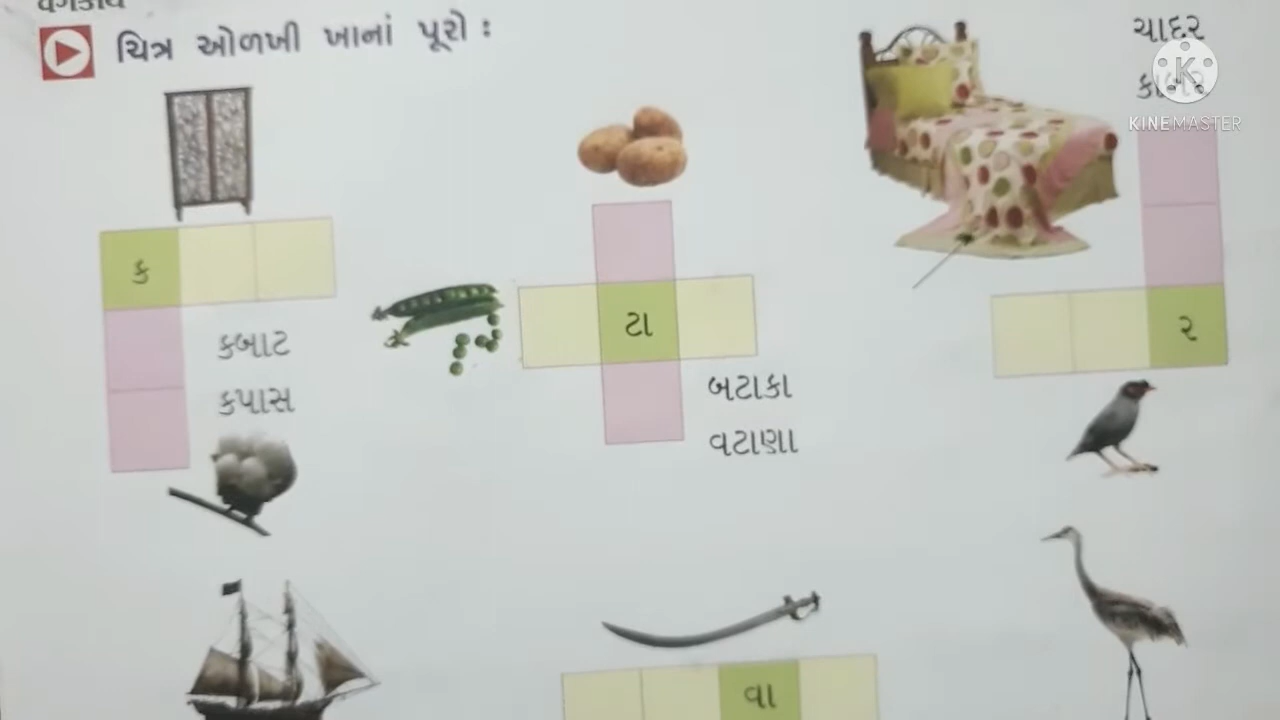 ચિત્ર ઓળખી ખાનાં પૂરો :
ચાદર
KINEMASTER
ક
કબાટ
કપાસ
ટા
બટાકા
વટાણા
ર
વા